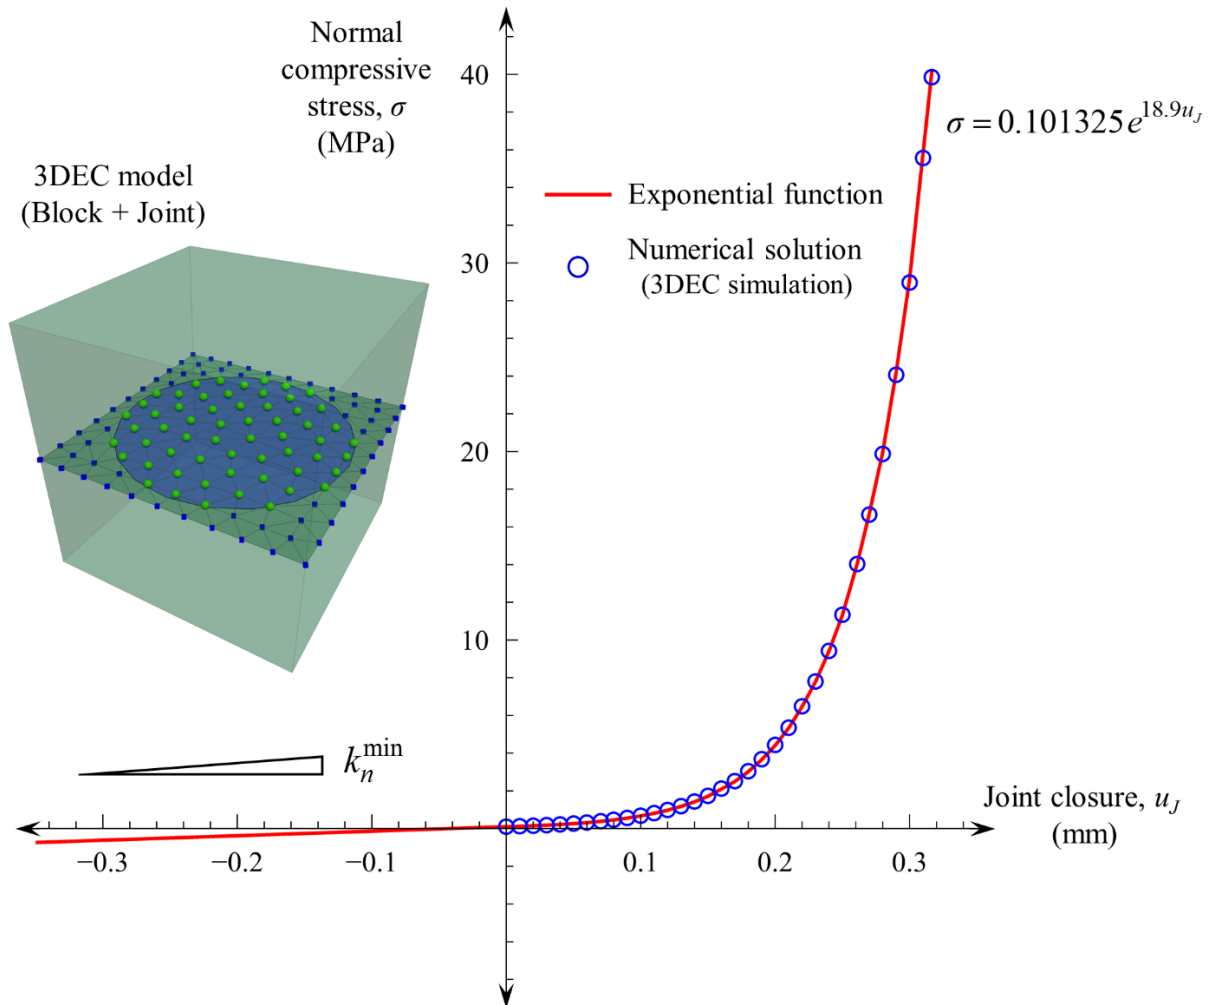 Normal
compressive
stress, σ
(MPa)
40
σ = 0.101325e^{18.9u_J}
3DEC model
(Block + Joint)
Exponential function
30
Numerical solution
(3DEC simulation)
20
10
k_n^{min}
Joint closure, u_J
(mm)
−0.3 −0.2 −0.1 0.1 0.2 0.3